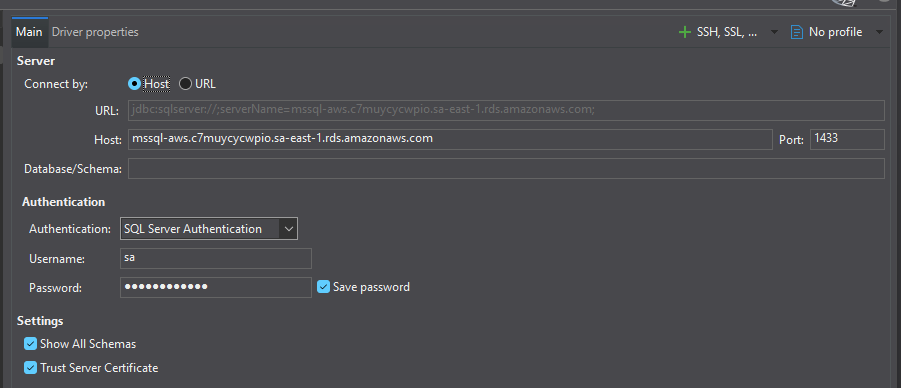 Main Driver properties SSH, SSL, ... No profile
Server
Connect by: Host URL
URL: jdbc:sqlserver://;serverName=mssql-aws.c7muycycwpio.sa-east-1.rds.amazonaws.com;
Host: mssql-aws.c7muycycwpio.sa-east-1.rds.amazonaws.com Port: 1433
Database/Schema:
Authentication
Authentication: SQL Server Authentication
Username: sa
Password: ●●●●●●●●●●●● Save password
Settings
Show All Schemas
Trust Server Certificate